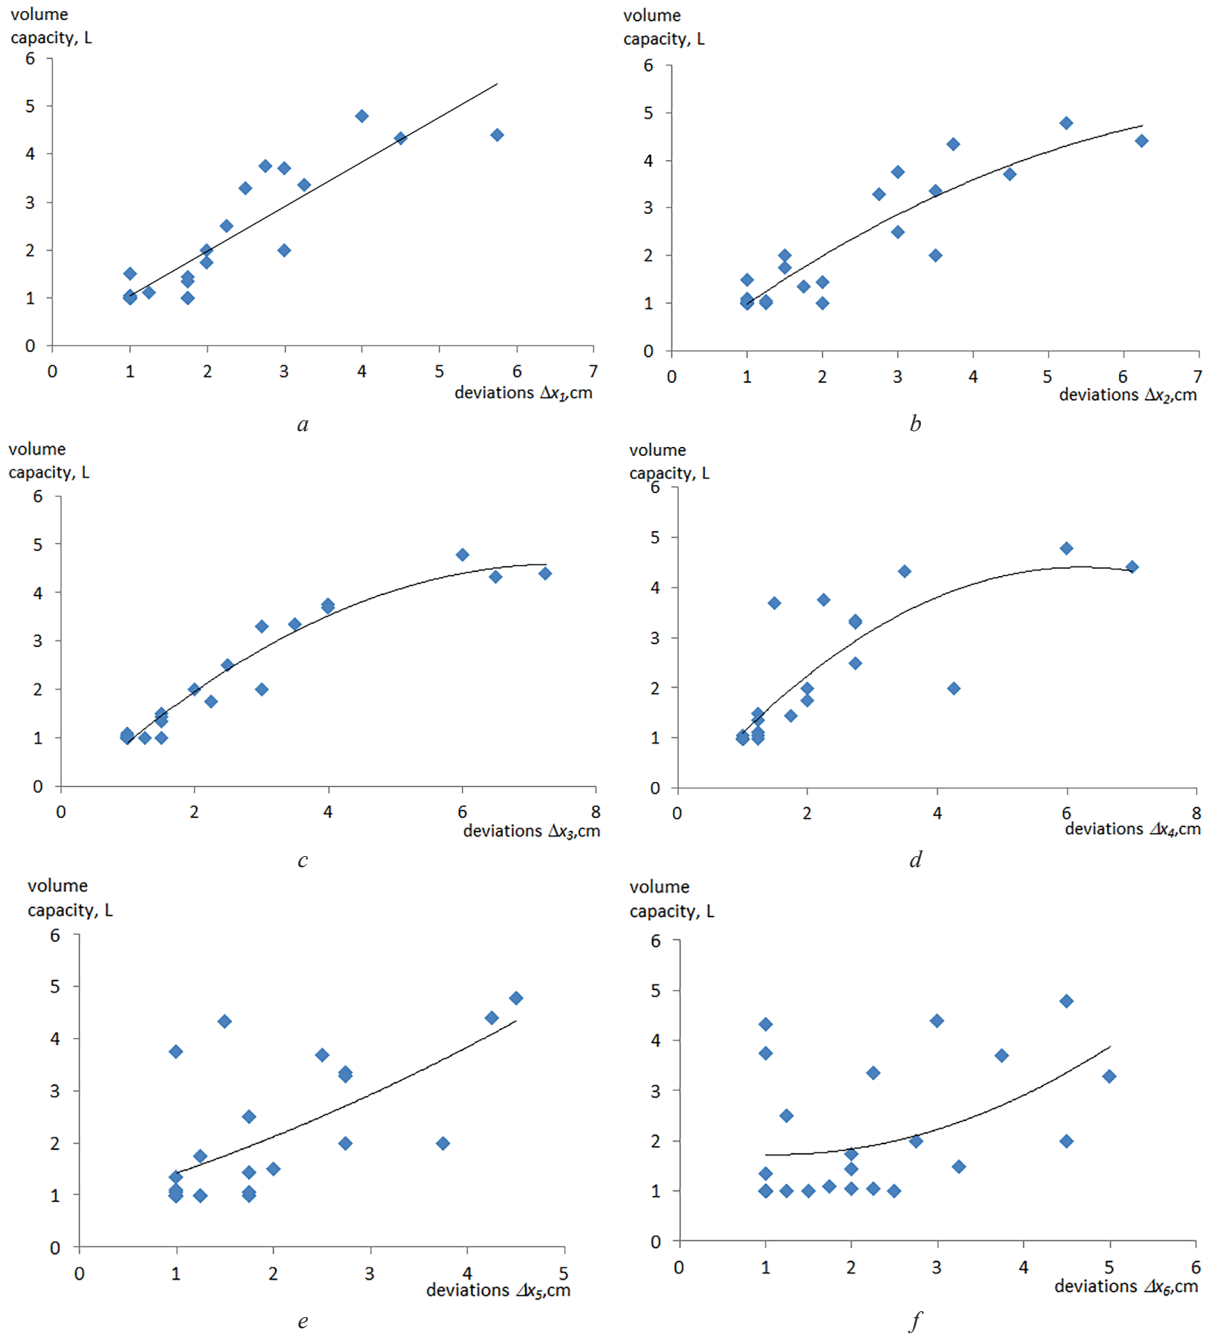 volume
capacity, L
6
5
4
3
2
1
0
0 1 2 3 4 5 6 7
deviations Δx1,cm
a
volume
capacity, L
6
5
4
3
2
1
0
0 1 2 3 4 5 6 7
deviations Δx2,cm
b
volume
capacity, L
6
5
4
3
2
1
0
0 2 4 6 8
deviations Δx3,cm
c
volume
capacity, L
6
5
4
3
2
1
0
0 2 4 6 8
deviations Δx4,cm
d
volume
capacity, L
6
5
4
3
2
1
0
0 1 2 3 4 5
deviations Δx5,cm
e
volume
capacity, L
6
5
4
3
2
1
0
0 1 2 3 4 5 6
deviations Δx6,cm
f